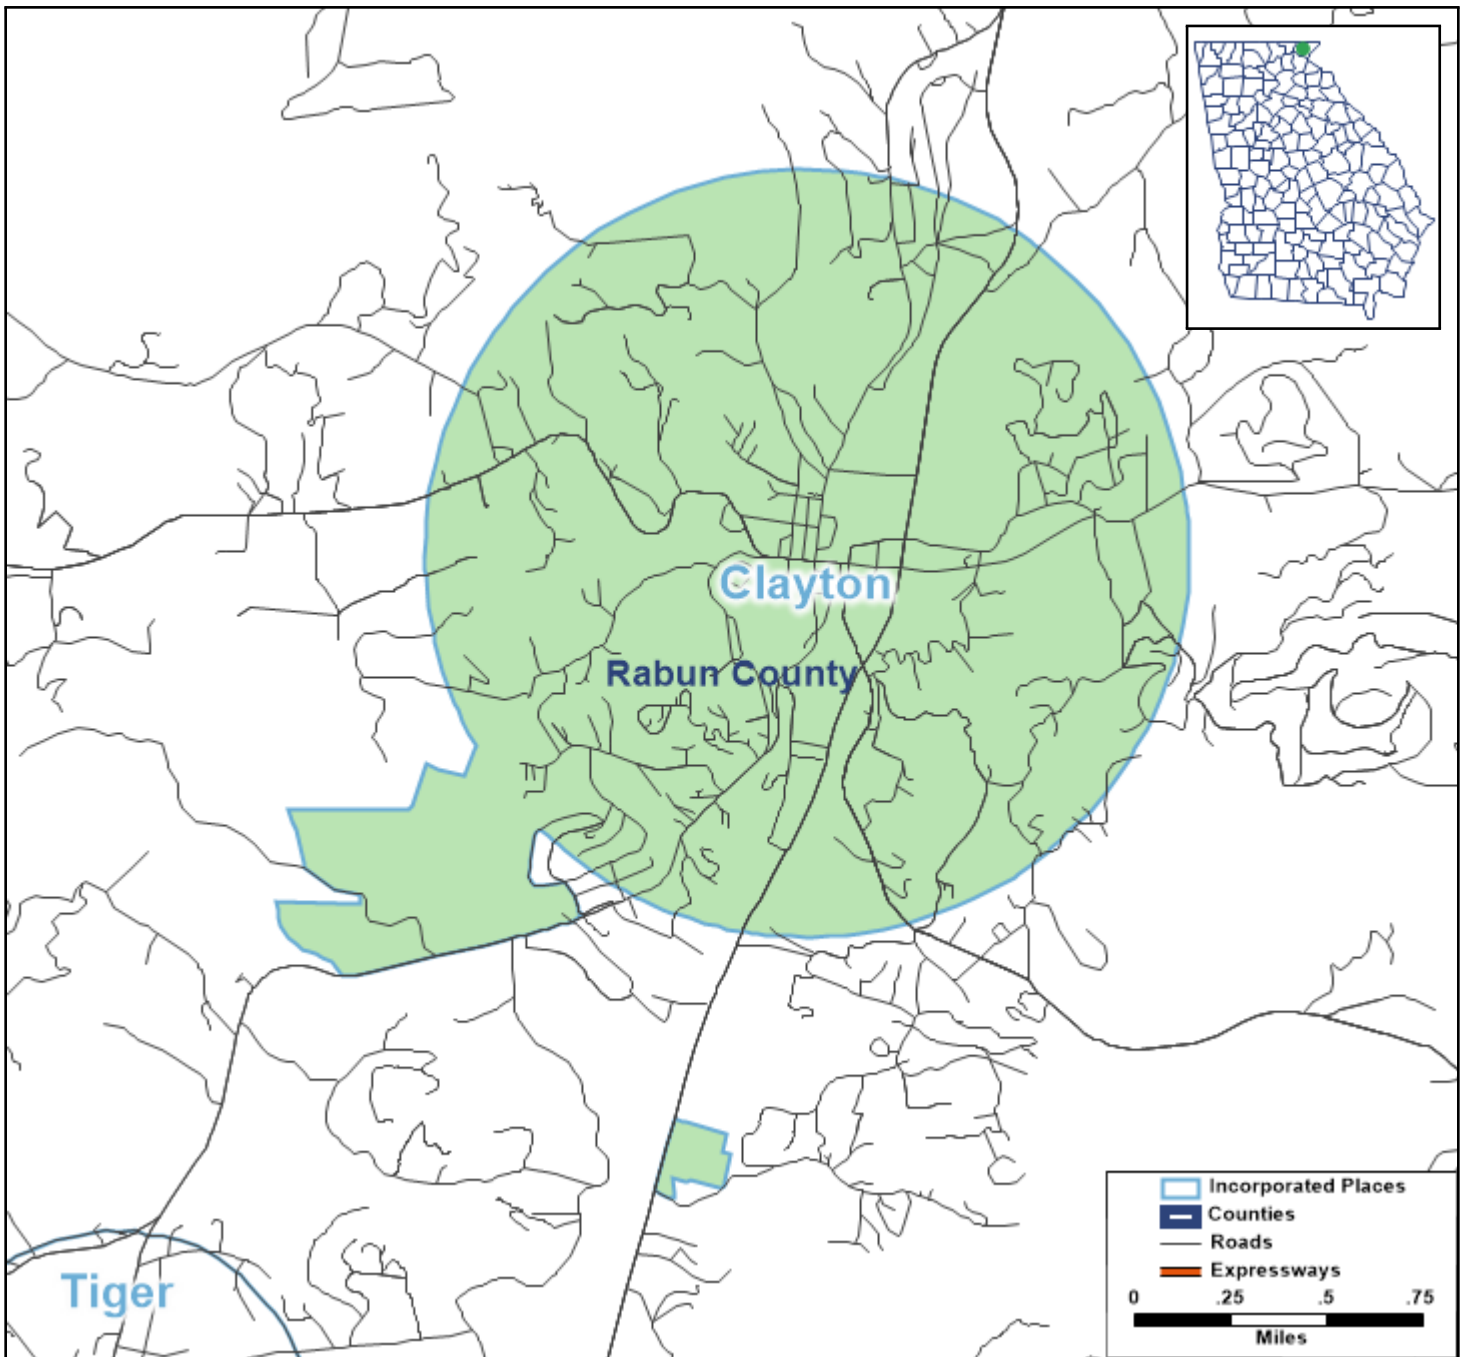 Clayton
Rabun County
Tiger
Incorporated Places
Counties
Roads
Expressways
0 .25 .5 .75
Miles